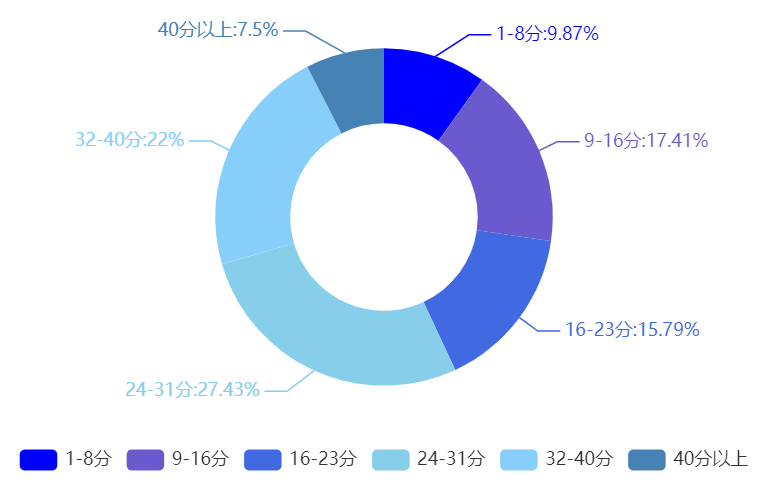 40分以上:7.5%
1-8分:9.87%
32-40分:22%
9-16分:17.41%
16-23分:15.79%
24-31分:27.43%
1-8分 9-16分 16-23分 24-31分 32-40分 40分以上